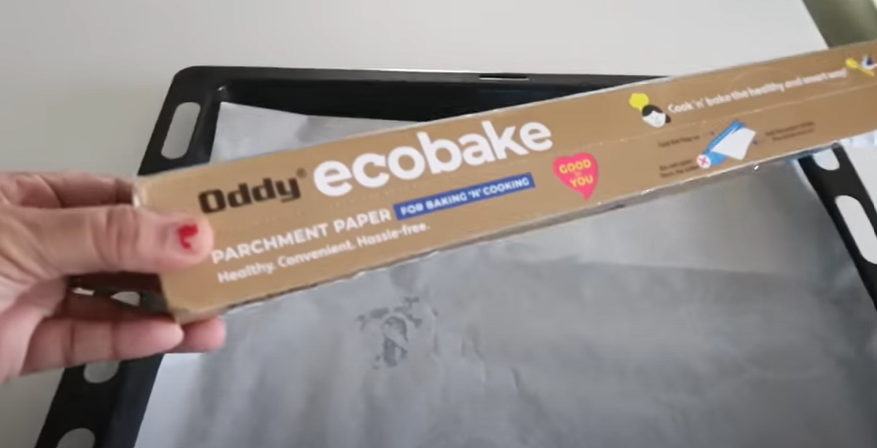 Oddy® ecobake
PARCHMENT PAPER FOR BAKING 'N' COOKING
Healthy. Convenient. Hassle-free.
GOOD
TO
YOU
Cook 'n' bake the healthy and smart way!